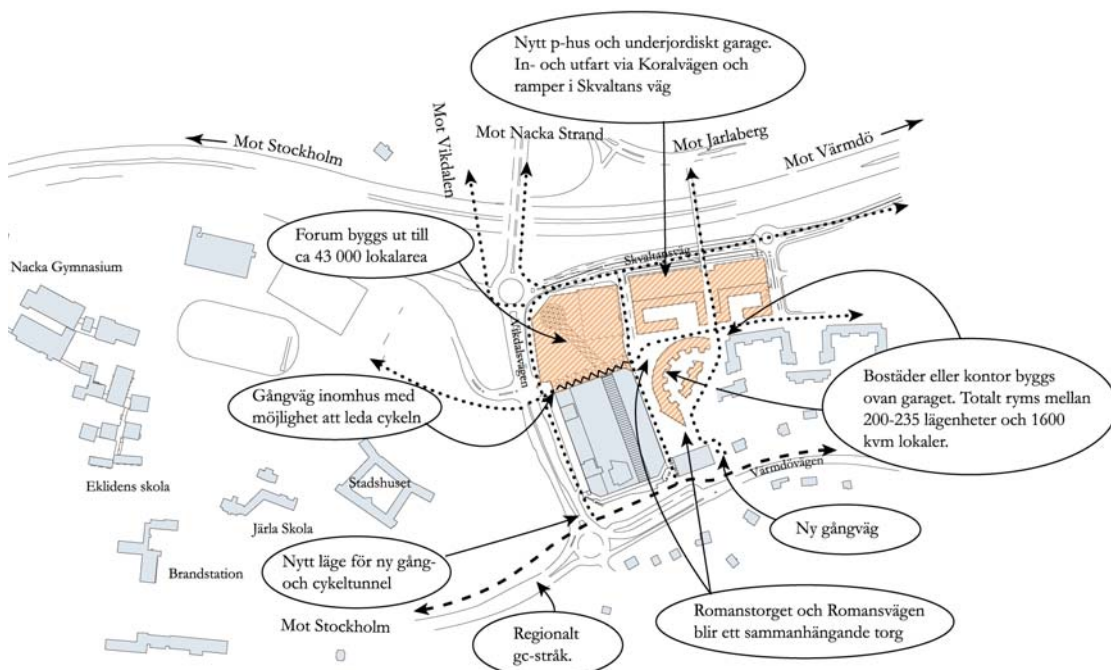 Nytt p-hus och underjordiskt garage.
In- och utfart via Koralvägen och
ramper i Skvaltans väg
Mot Stockholm
Mot Vikdalen
Mot Nacka Strand
Mot Jarlaberg
Mot Värmdö
Forum byggs ut till
ca 43 000 lokalarea
Skvaltansväg
Nacka Gymnasium
Vikdalsvägen
Gångväg inomhus med
möjlighet att leda cykeln
Bostäder eller kontor byggs
ovan garaget. Totalt ryms mellan
200-235 lägenheter och 1600
kvm lokaler.
Värmdövägen
Eklidens skola
Stadshuset
Järla Skola
Ny gångväg
Brandstation
Nytt läge för ny gång-
och cykeltunnel
Mot Stockholm
Regionalt
gc-stråk.
Romanstorget och Romansvägen
blir ett sammanhängande torg